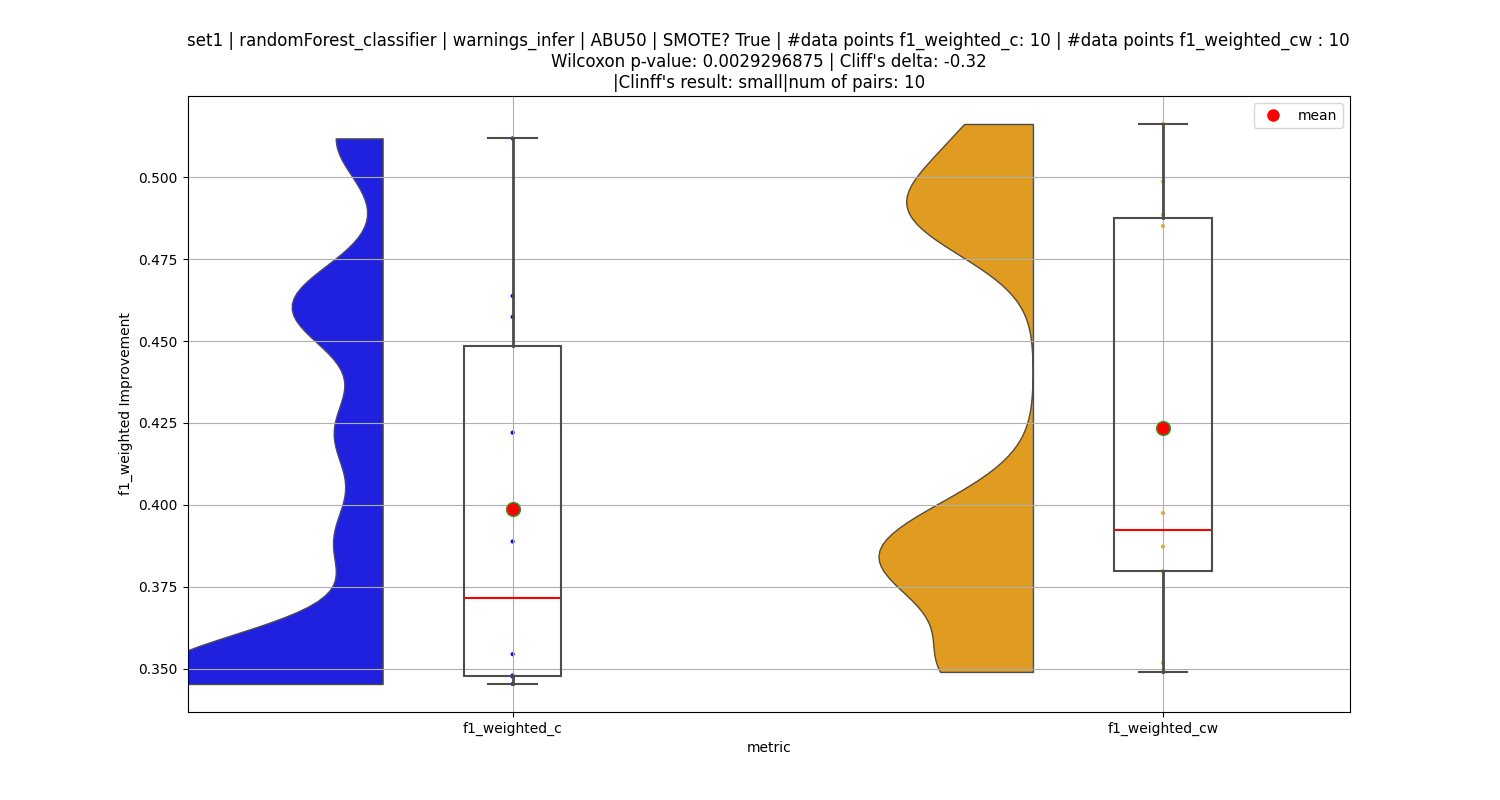 set1 | randomForest_classifier | warnings_infer | ABU50 | SMOTE? True | #data points f1_weighted_c: 10 | #data points f1_weighted_cw : 10
Wilcoxon p-value: 0.0029296875 | Cliff's delta: -0.32
|Clinff's result: small|num of pairs: 10
mean
f1_weighted Improvement
0.500
0.475
0.450
0.425
0.400
0.375
0.350
f1_weighted_c
f1_weighted_cw
metric